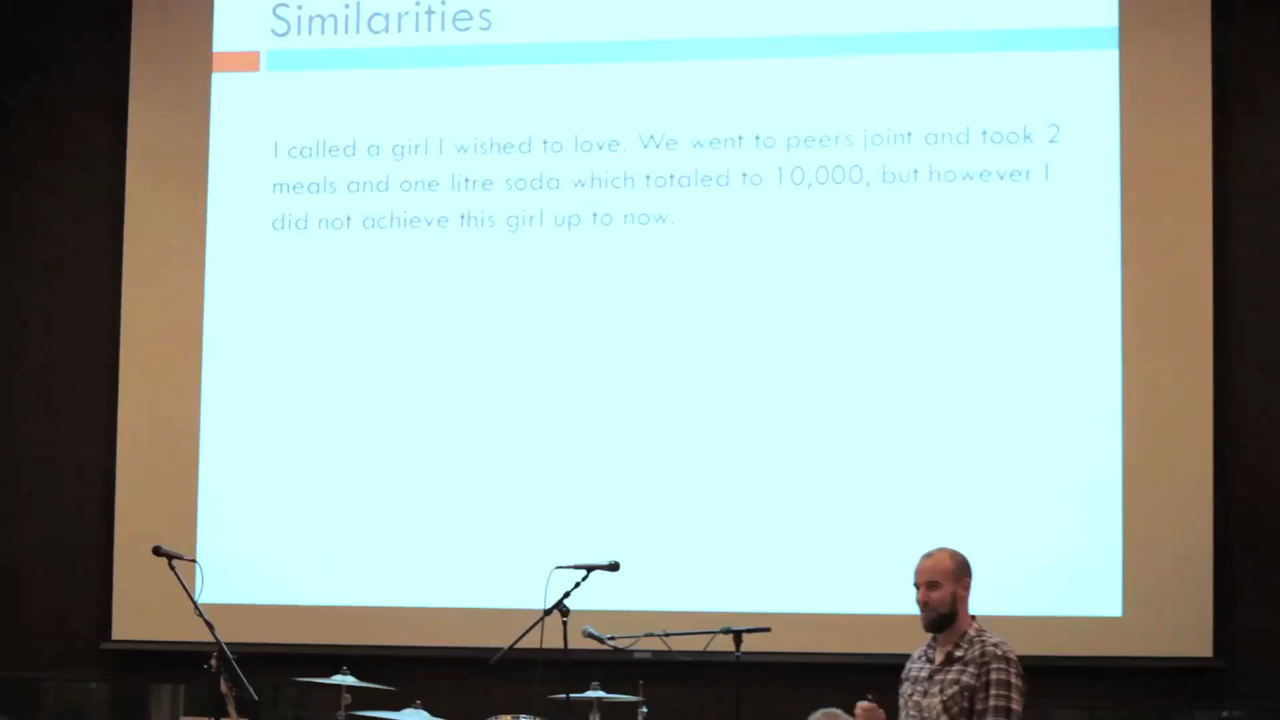 Similarities
I called a girl I wished to love. We went to peers joint and took 2
meals and one litre soda which totaled to 10,000, but however I
did not achieve this girl up to now.